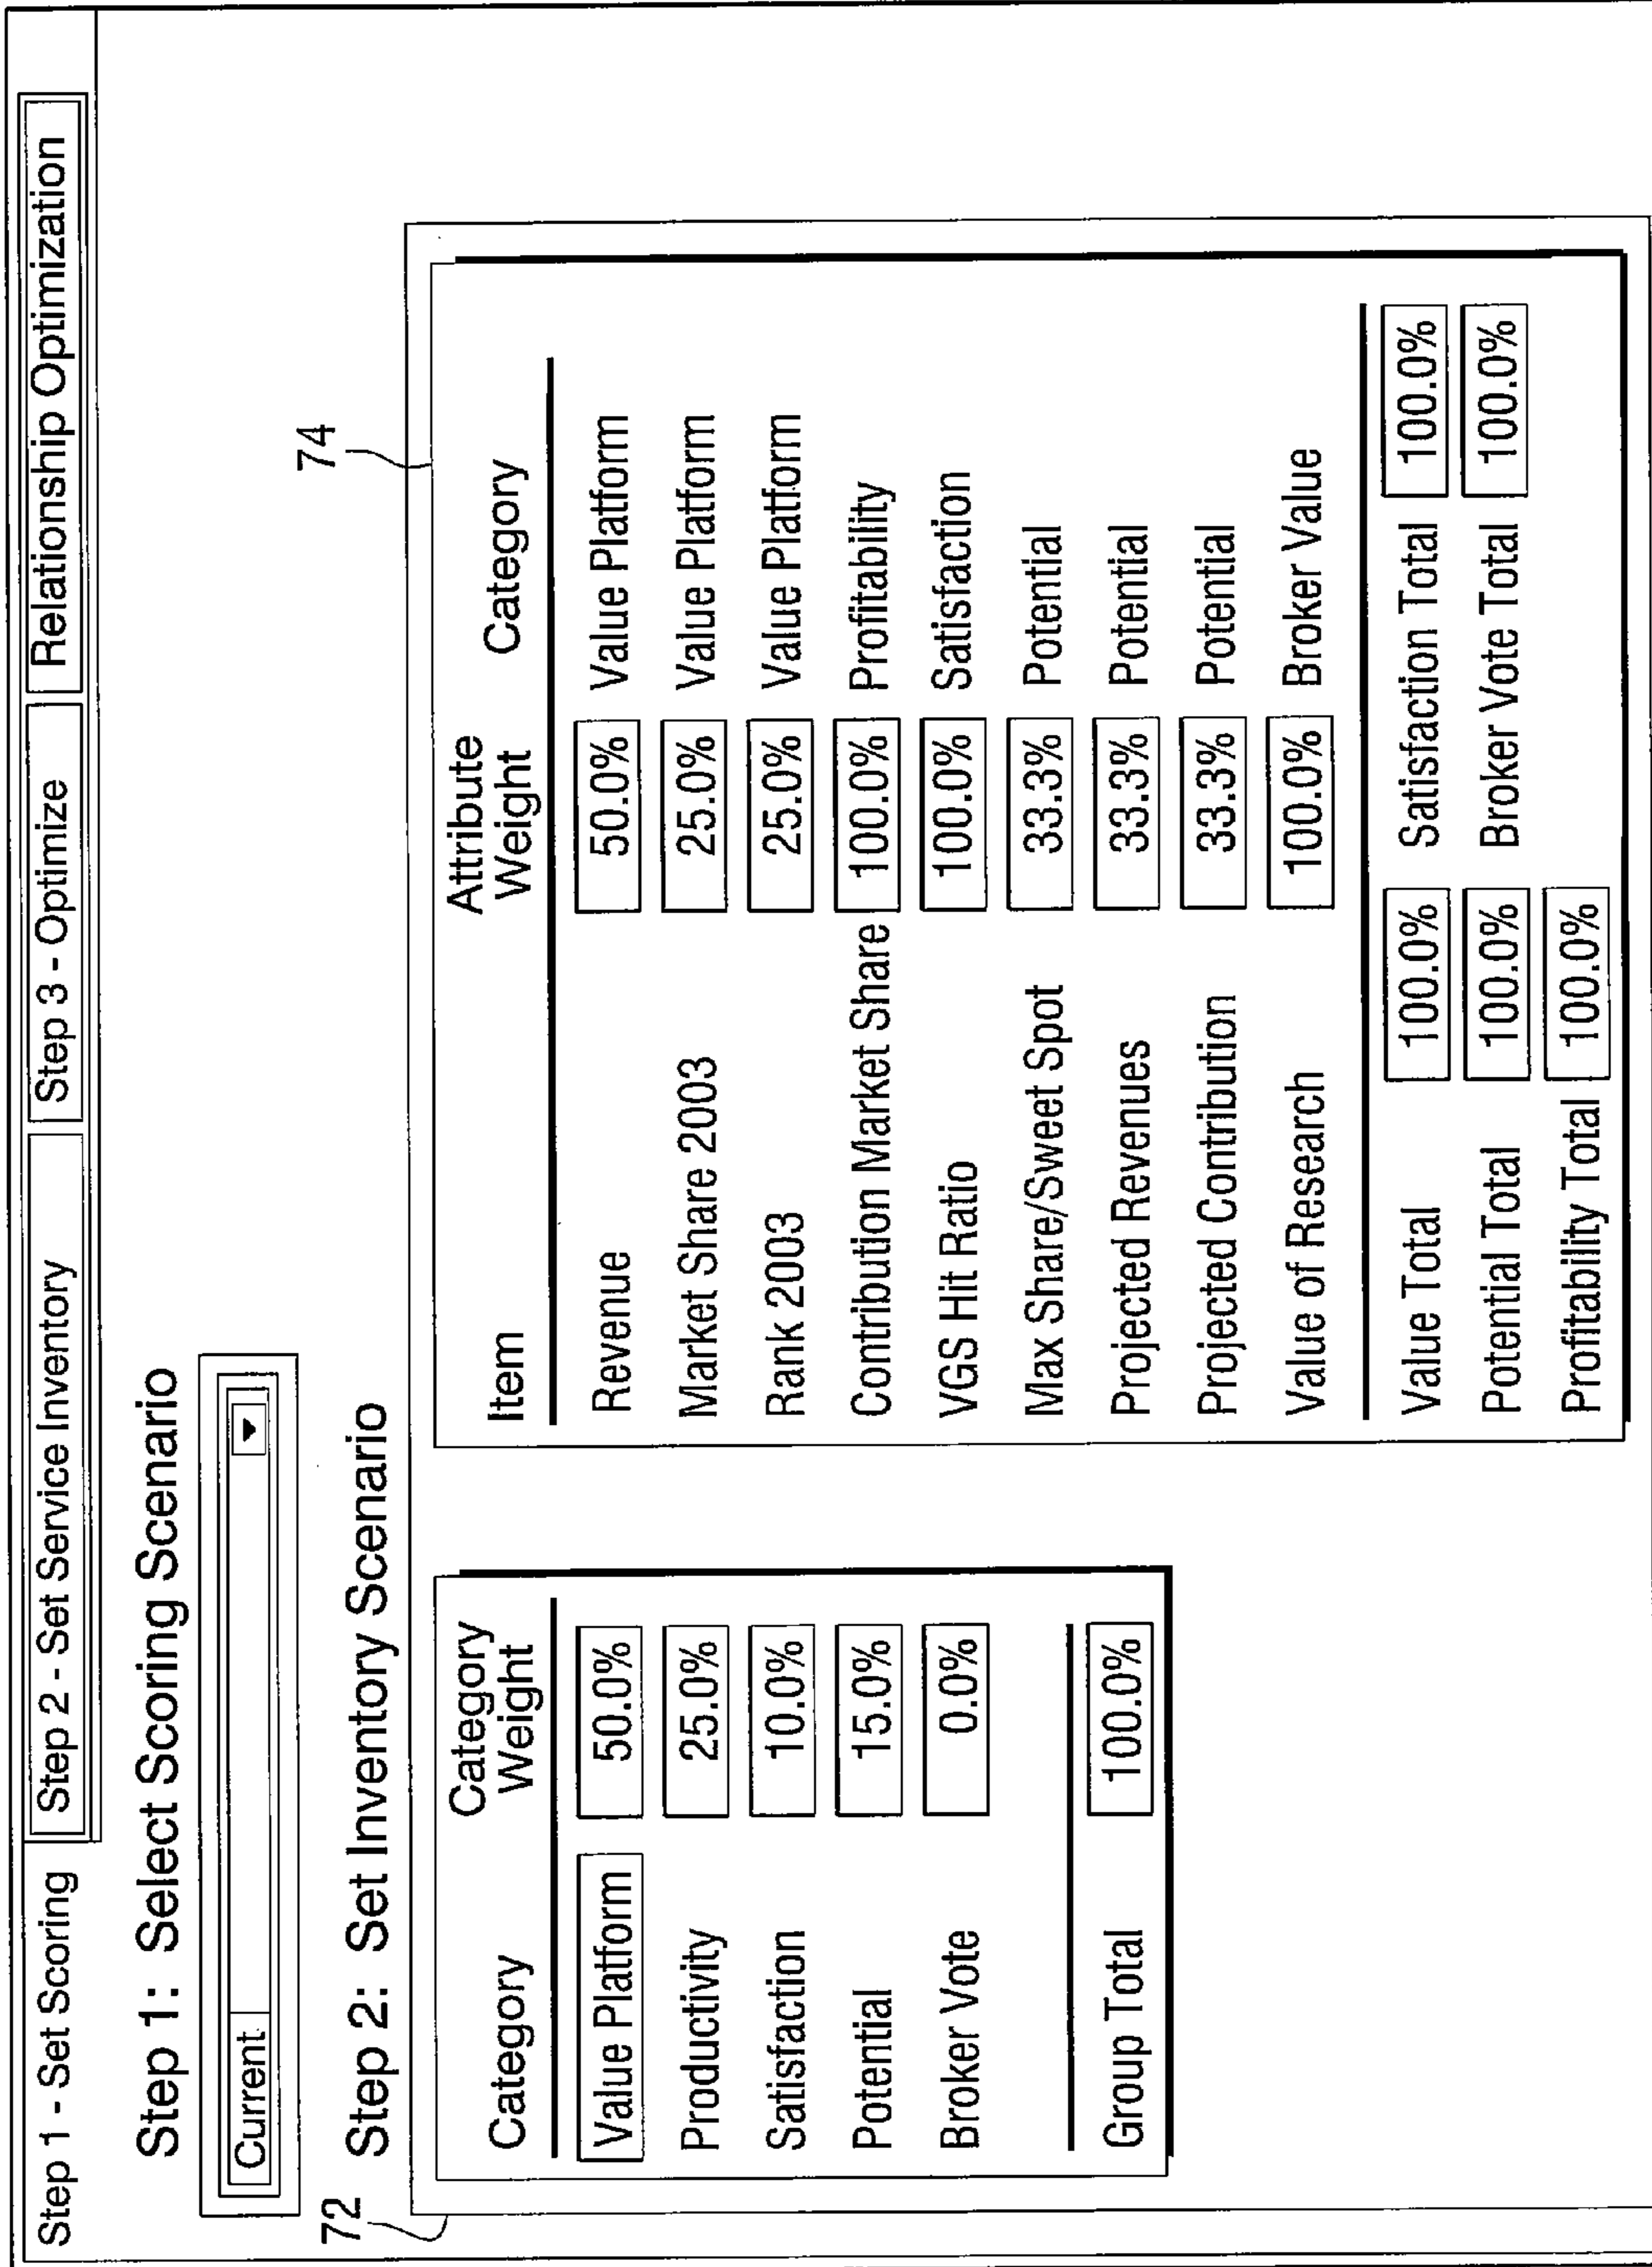 Step 1 - Set Scoring Step 2 - Set Service Inventory Step 3 - Optimize Relationship Optimization
Step 1: Select Scoring Scenario
Current
Step 2: Set Inventory Scenario
72
74
Category Category Weight
Value Platform 50.0%
Productivity 25.0%
Satisfaction 10.0%
Potential 15.0%
Broker Vote 0.0%
Group Total 100.0%
Item Attribute Weight Category
Revenue 50.0% Value Platform
Market Share 2003 25.0% Value Platform
Rank 2003 25.0% Value Platform
Contribution Market Share 100.0% Profitability
VGS Hit Ratio 100.0% Satisfaction
Max Share/Sweet Spot 33.3% Potential
Projected Revenues 33.3% Potential
Projected Contribution 33.3% Potential
Value of Research 100.0% Broker Value
Value Total 100.0% Satisfaction Total 100.0%
Potential Total 100.0% Broker Vote Total 100.0%
Profitability Total 100.0%